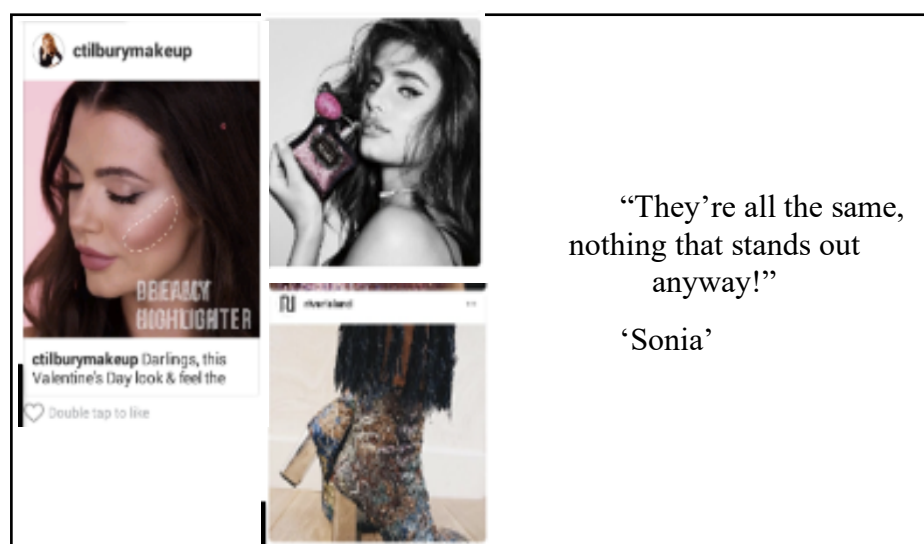 ctilburymakeup
DREAMY
HIGHLIGHTER
ctilburymakeup Darlings, this
Valentine's Day look & feel the
Double tap to like
riverisland
“They’re all the same,
nothing that stands out
anyway!”
‘Sonia’